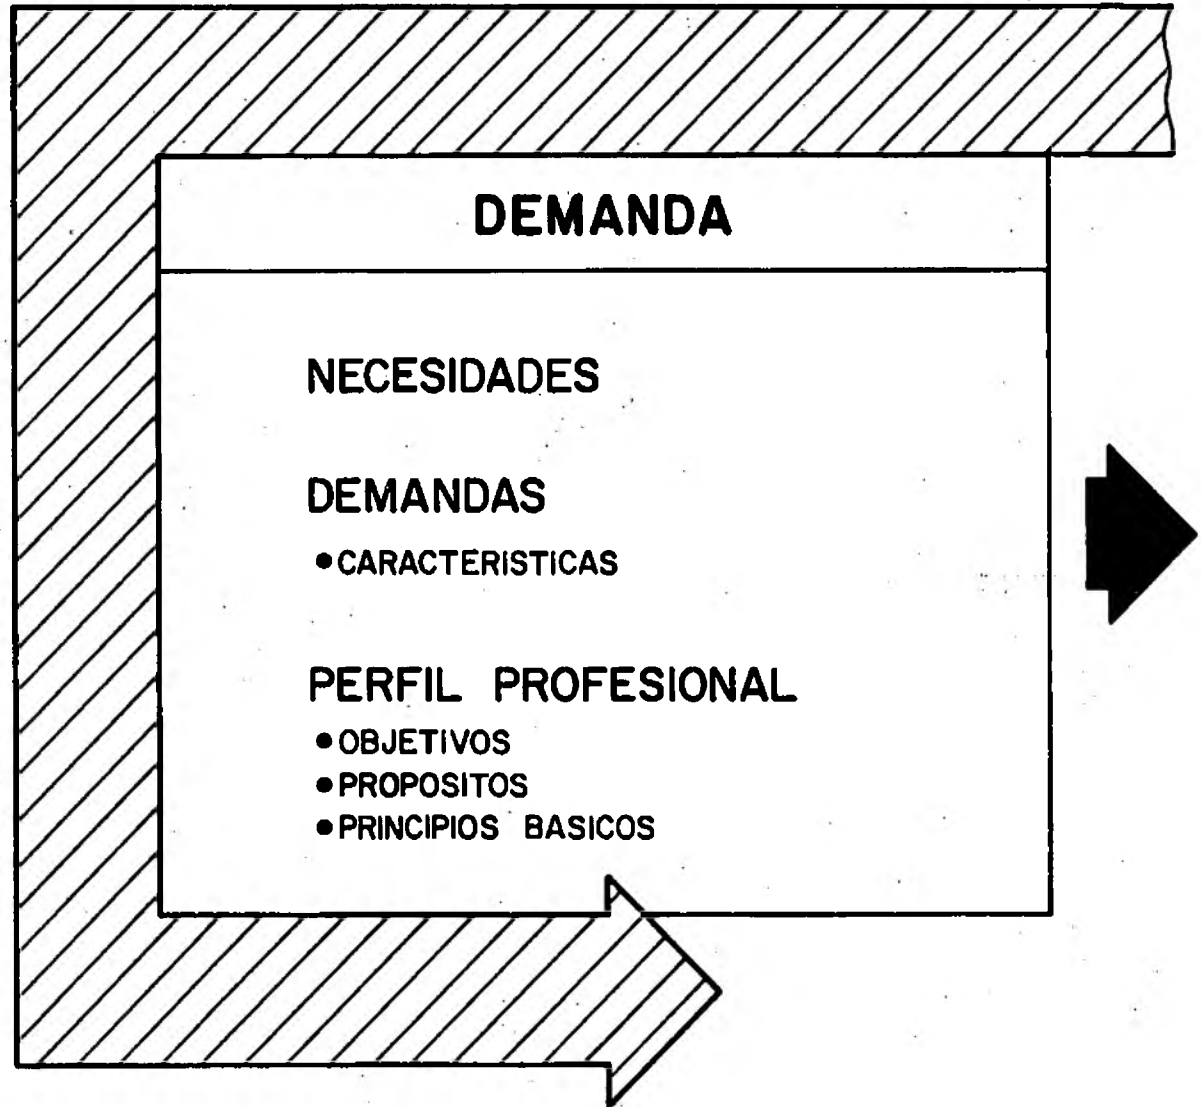 DEMANDA
NECESIDADES
DEMANDAS
•CARACTERISTICAS
PERFIL PROFESIONAL
•OBJETIVOS
•PROPOSITOS
•PRINCIPIOS BASICOS